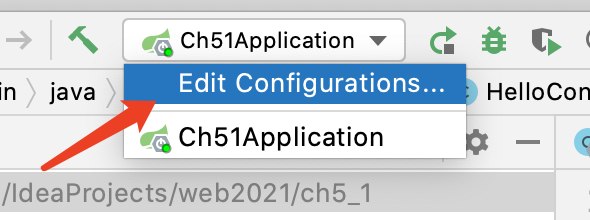 Ch51Application
Edit Configurations...
in
java
HelloCon
Ch51Application
/IdeaProjects/web2021/ch5_1